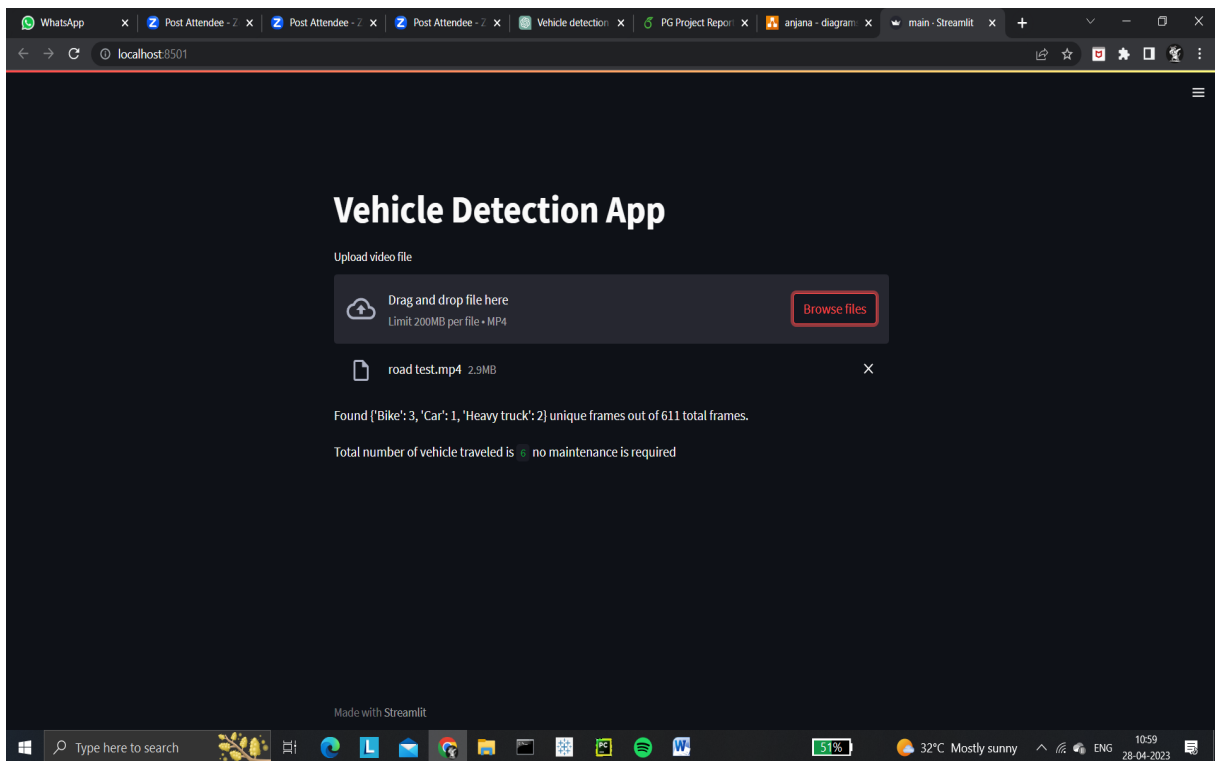 WhatsApp
Post Attendee - Z
Post Attendee - Z
Post Attendee - Z
Vehicle detection
PG Project Report
anjana - diagram
main - Streamlit
localhost:8501
Vehicle Detection App
Upload video file
Drag and drop file here
Limit 200MB per file • MP4
Browse files
road test.mp4 2.9MB
Found {'Bike': 3, 'Car': 1, 'Heavy truck': 2} unique frames out of 611 total frames.
Total number of vehicle traveled is 6 no maintenance is required
Made with Streamlit
Type here to search
L
PC
W
51%
32°C Mostly sunny
ENG
10:59
28-04-2023